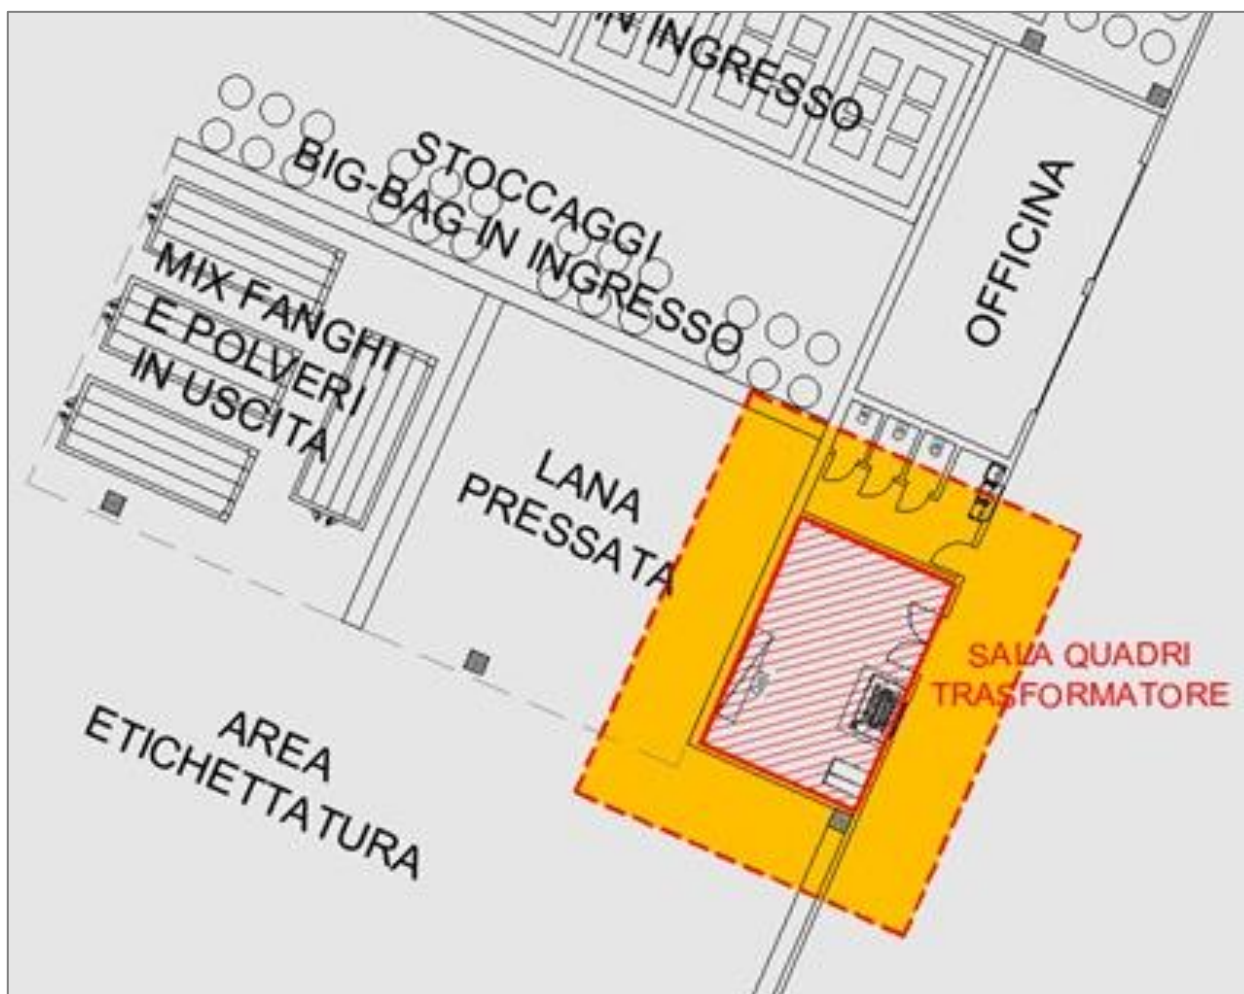 IN INGRESSO
STOCCAGGI
BIG-BAG IN INGRESSO
OFFICINA
MIX FANGHI
E POLVERI
IN USCITA
LANA
PRESSATA
SALA QUADRI
TRASFORMATORE
AREA
ETICHETTATURA